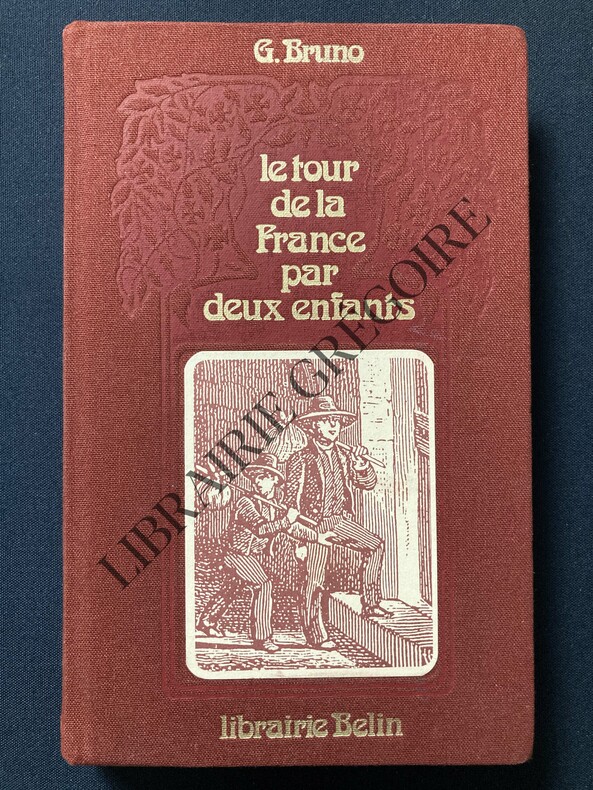 G. Bruno
le tour
de la
France
par
deux enfants
LIBRAIRIE GREGOIRE
librairie Belin